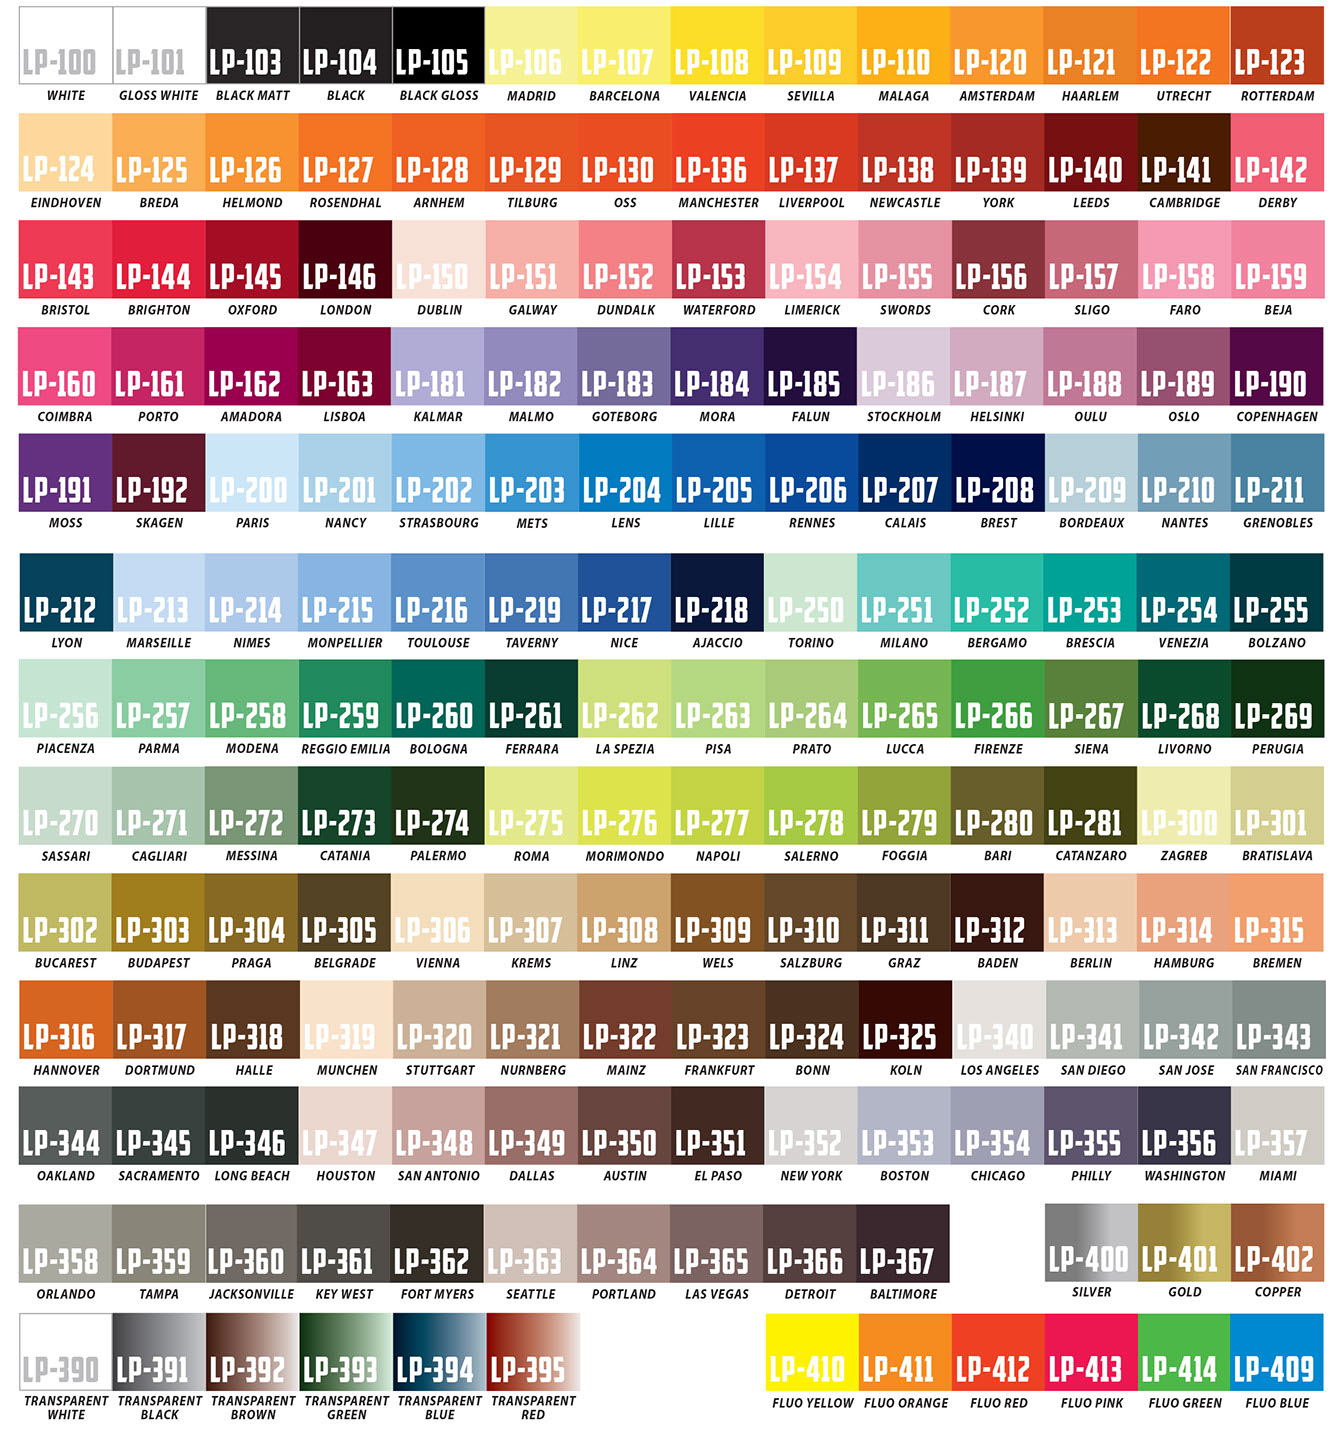 LP-100 LP-101 LP-103 LP-104 LP-105 LP-106 LP-107 LP-108 LP-109 LP-110 LP-120 LP-121 LP-122 LP-123
WHITE GLOSS WHITE BLACK MATT BLACK BLACK GLOSS MADRID BARCELONA VALENCIA SEVILLA MALAGA AMSTERDAM HAARLEM UTRECHT ROTTERDAM
LP-124 LP-125 LP-126 LP-127 LP-128 LP-129 LP-130 LP-136 LP-137 LP-138 LP-139 LP-140 LP-141 LP-142
EINDHOVEN BREDA HELMOND ROSENDHAL ARNHEM TILBURG OSS MANCHESTER LIVERPOOL NEWCASTLE YORK LEEDS CAMBRIDGE DERBY
LP-143 LP-144 LP-145 LP-146 LP-150 LP-151 LP-152 LP-153 LP-154 LP-155 LP-156 LP-157 LP-158 LP-159
BRISTOL BRIGHTON OXFORD LONDON DUBLIN GALWAY DUNDALK WATERFORD LIMERICK SWORDS CORK SLIGO FARO BEJA
LP-160 LP-161 LP-162 LP-163 LP-181 LP-182 LP-183 LP-184 LP-185 LP-186 LP-187 LP-188 LP-189 LP-190
COIMBRA PORTO AMADORA LISBOA KALMAR MALMO GOTEBORG MORA FALUN STOCKHOLM HELSINKI OULU OSLO COPENHAGEN
LP-191 LP-192 LP-200 LP-201 LP-202 LP-203 LP-204 LP-205 LP-206 LP-207 LP-208 LP-209 LP-210 LP-211
MOSS SKAGEN PARIS NANCY STRASBOURG METS LENS LILLE RENNES CALAIS BREST BORDEAUX NANTES GRENOBLES
LP-212 LP-213 LP-214 LP-215 LP-216 LP-219 LP-217 LP-218 LP-250 LP-251 LP-252 LP-253 LP-254 LP-255
LYON MARSEILLE NIMES MONPELLIER TOULOUSE TAVERNY NICE AJACCIO TORINO MILANO BERGAMO BRESCIA VENEZIA BOLZANO
LP-256 LP-257 LP-258 LP-259 LP-260 LP-261 LP-262 LP-263 LP-264 LP-265 LP-266 LP-267 LP-268 LP-269
PIACENZA PARMA MODENA REGGIO EMILIA BOLOGNA FERRARA LA SPEZIA PISA PRATO LUCCA FIRENZE SIENA LIVORNO PERUGIA
LP-270 LP-271 LP-272 LP-273 LP-274 LP-275 LP-276 LP-277 LP-278 LP-279 LP-280 LP-281 LP-300 LP-301
SASSARI CAGLIARI MESSINA CATANIA PALERMO ROMA MORIMONDO NAPOLI SALERNO FOGGIA BARI CATANZARO ZAGREB BRATISLAVA
LP-302 LP-303 LP-304 LP-305 LP-306 LP-307 LP-308 LP-309 LP-310 LP-311 LP-312 LP-313 LP-314 LP-315
BUCAREST BUDAPEST PRAGA BELGRADE VIENNA KREMS LINZ WELS SALZBURG GRAZ BADEN BERLIN HAMBURG BREMEN
LP-316 LP-317 LP-318 LP-319 LP-320 LP-321 LP-322 LP-323 LP-324 LP-325 LP-340 LP-341 LP-342 LP-343
HANNOVER DORTMUND HALLE MUNCHEN STUTTGART NURNBERG MAINZ FRANKFURT BONN KOLN LOS ANGELES SAN DIEGO SAN JOSE SAN FRANCISCO
LP-344 LP-345 LP-346 LP-347 LP-348 LP-349 LP-350 LP-351 LP-352 LP-353 LP-354 LP-355 LP-356 LP-357
OAKLAND SACRAMENTO LONG BEACH HOUSTON SAN ANTONIO DALLAS AUSTIN EL PASO NEW YORK BOSTON CHICAGO PHILLY WASHINGTON MIAMI
LP-358 LP-359 LP-360 LP-361 LP-362 LP-363 LP-364 LP-365 LP-366 LP-367 LP-400 LP-401 LP-402
ORLANDO TAMPA JACKSONVILLE KEY WEST FORT MYERS SEATTLE PORTLAND LAS VEGAS DETROIT BALTIMORE SILVER GOLD COPPER
LP-390 LP-391 LP-392 LP-393 LP-394 LP-395 LP-410 LP-411 LP-412 LP-413 LP-414 LP-409
TRANSPARENT TRANSPARENT TRANSPARENT TRANSPARENT TRANSPARENT TRANSPARENT FLUO YELLOW FLUO ORANGE FLUO RED FLUO PINK FLUO GREEN FLUO BLUE
WHITE BLACK BROWN GREEN BLUE RED